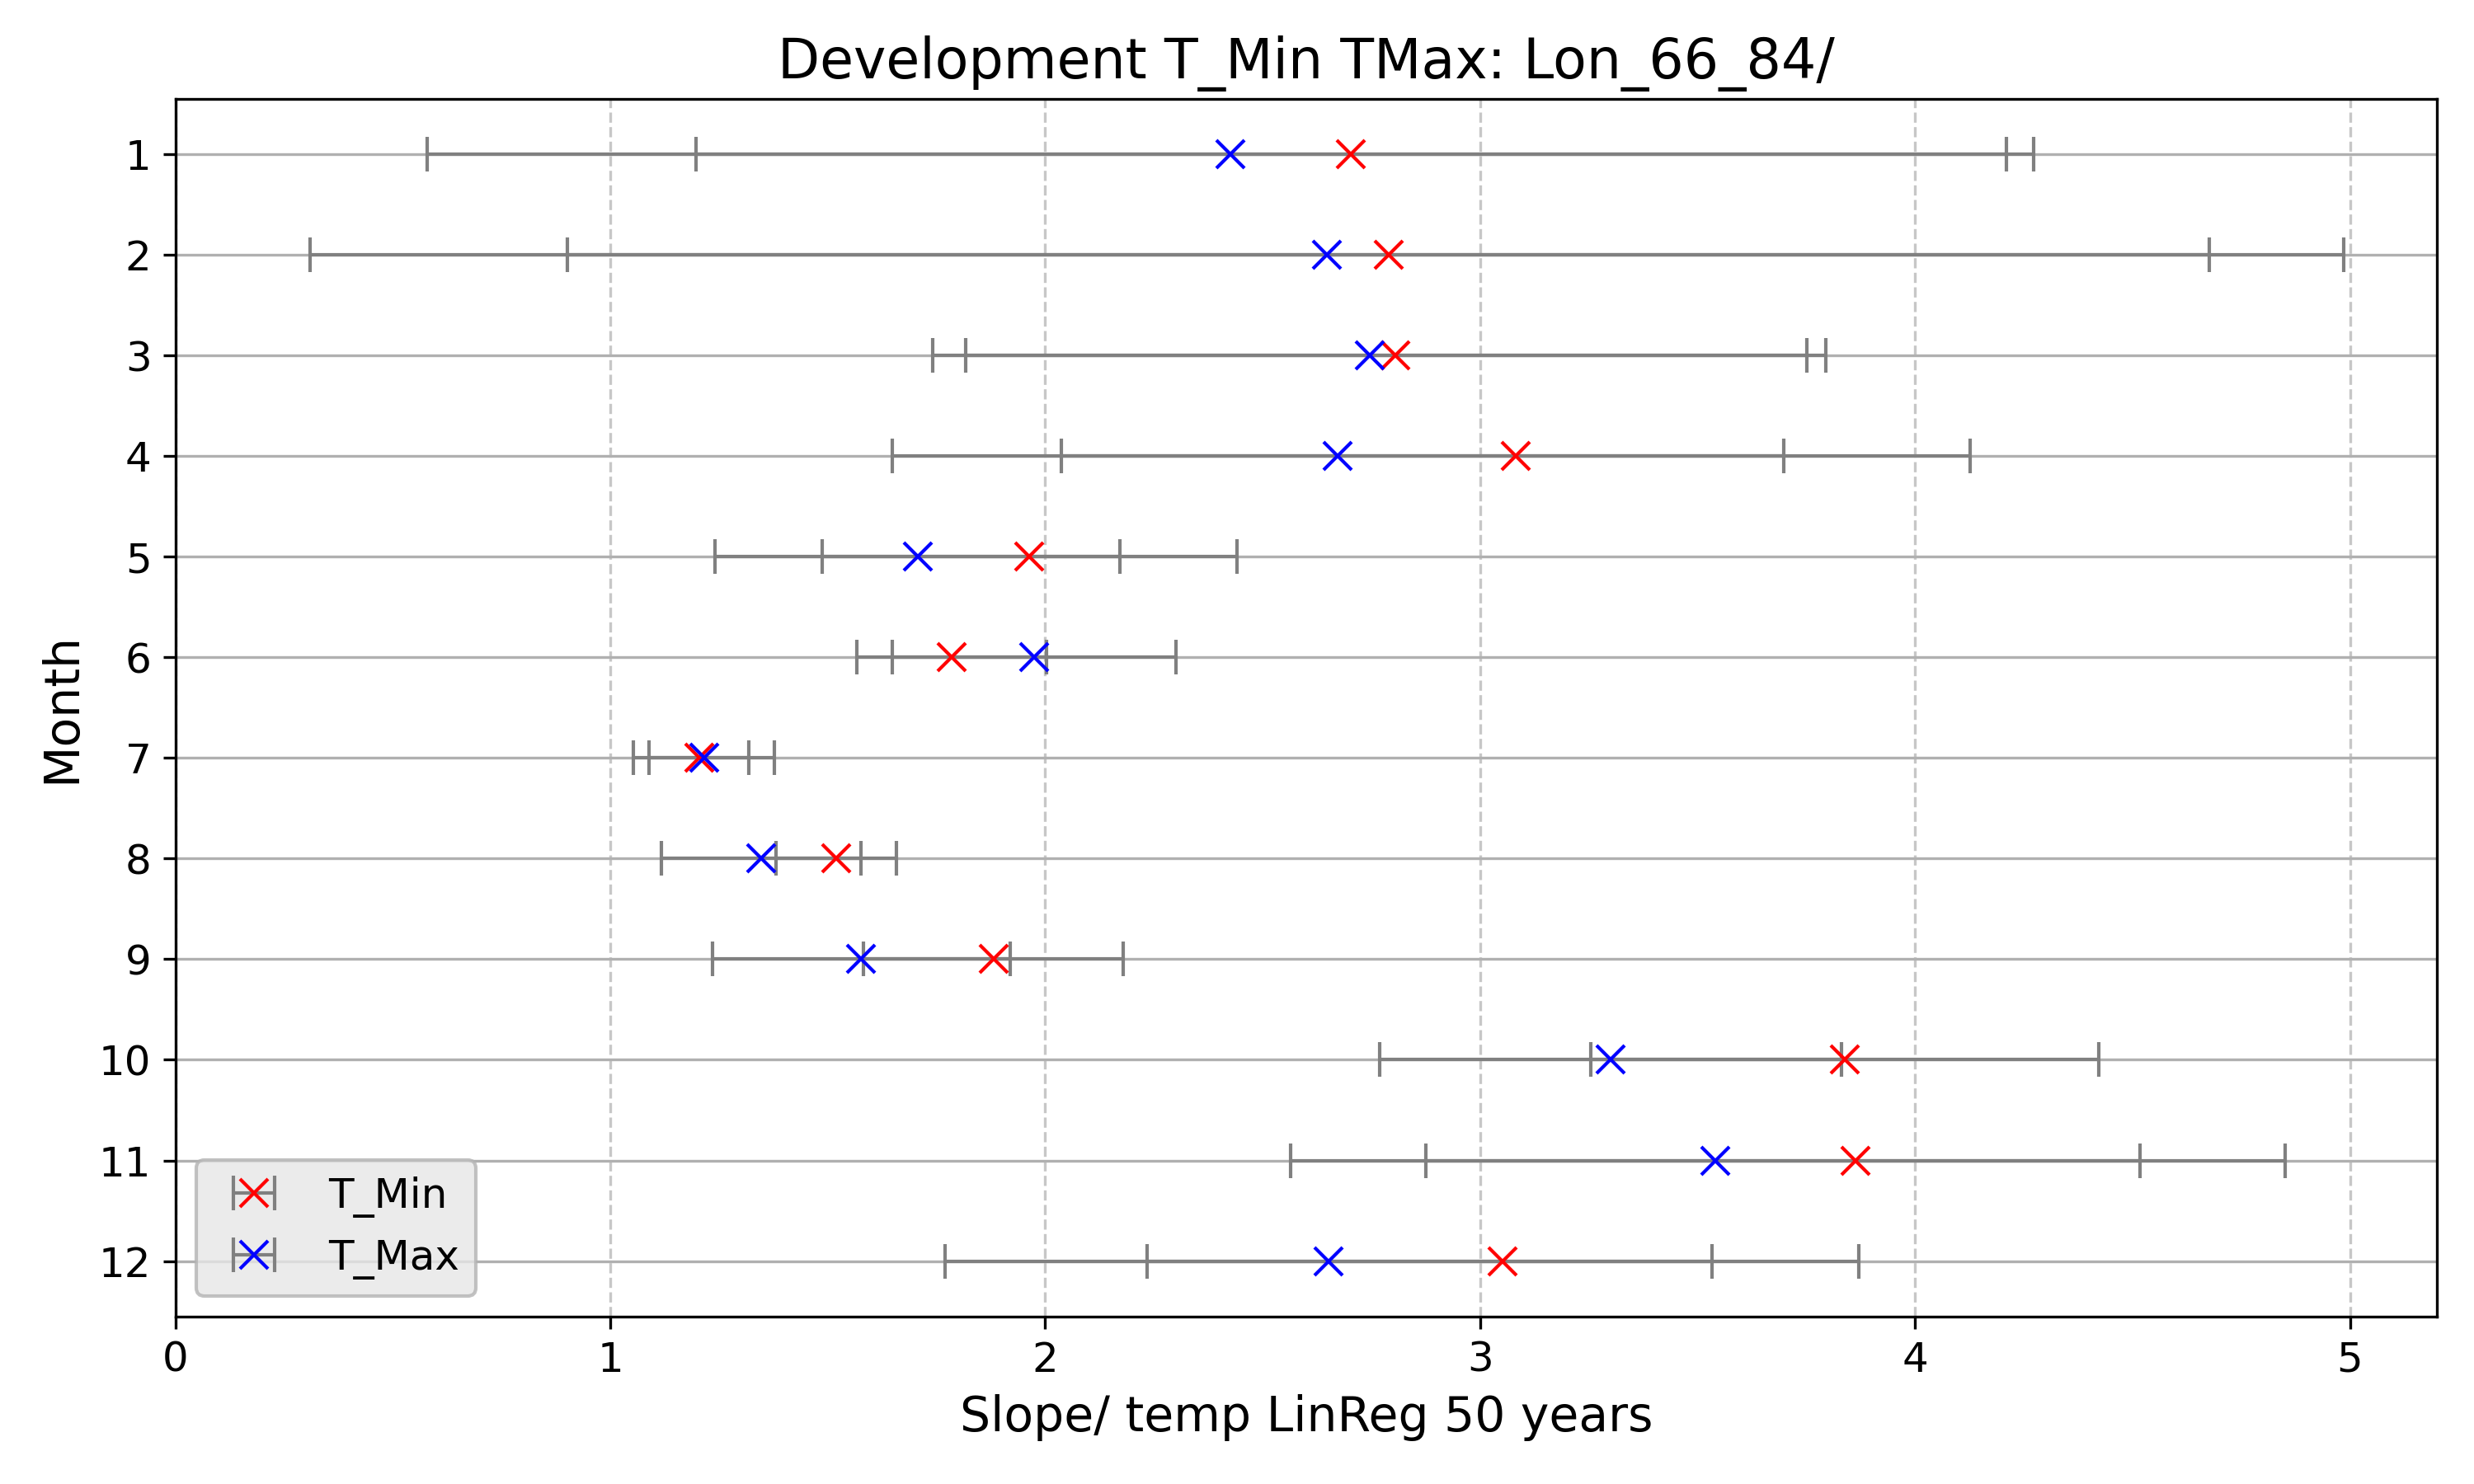 Development T_Min TMax: Lon_66_84/
Month
1
2
3
4
5
6
7
8
9
10
11
12
T_Min
T_Max
0 1 2 3 4 5
Slope/ temp LinReg 50 years